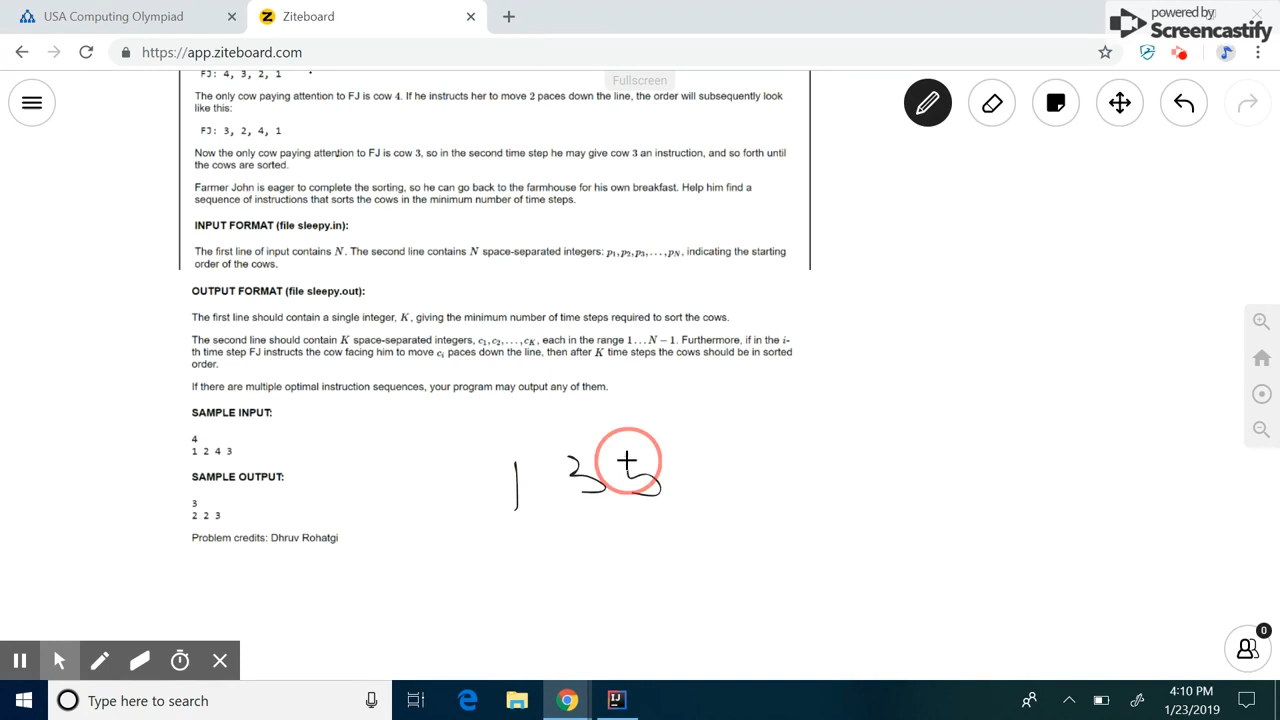 USA Computing Olympiad
Ziteboard
powered by
Screencastify
https://app.ziteboard.com
Fullscreen
FJ: 4, 3, 2, 1
The only cow paying attention to FJ is cow 4. If he instructs her to move 2 paces down the line, the order will subsequently look
like this:
FJ: 3, 2, 4, 1
Now the only cow paying attention to FJ is cow 3, so in the second time step he may give cow 3 an instruction, and so forth until
the cows are sorted.
Farmer John is eager to complete the sorting, so he can go back to the farmhouse for his own breakfast. Help him find a
sequence of instructions that sorts the cows in the minimum number of time steps.
INPUT FORMAT (file sleepy.in):
The first line of input contains N. The second line contains N space-separated integers: p1,p2,p3,...,pN, indicating the starting
order of the cows.
OUTPUT FORMAT (file sleepy.out):
The first line should contain a single integer, K, giving the minimum number of time steps required to sort the cows.
The second line should contain K space-separated integers, c1,c2,...,cK, each in the range 1...N−1. Furthermore, if in the i-
th time step FJ instructs the cow facing him to move ci paces down the line, then after K time steps the cows should be in sorted
order.
If there are multiple optimal instruction sequences, your program may output any of them.
SAMPLE INPUT:
4
1 2 4 3
SAMPLE OUTPUT:
3
2 2 3
Problem credits: Dhruv Rohatgi
1
0
Type here to search
4:10 PM
1/23/2019